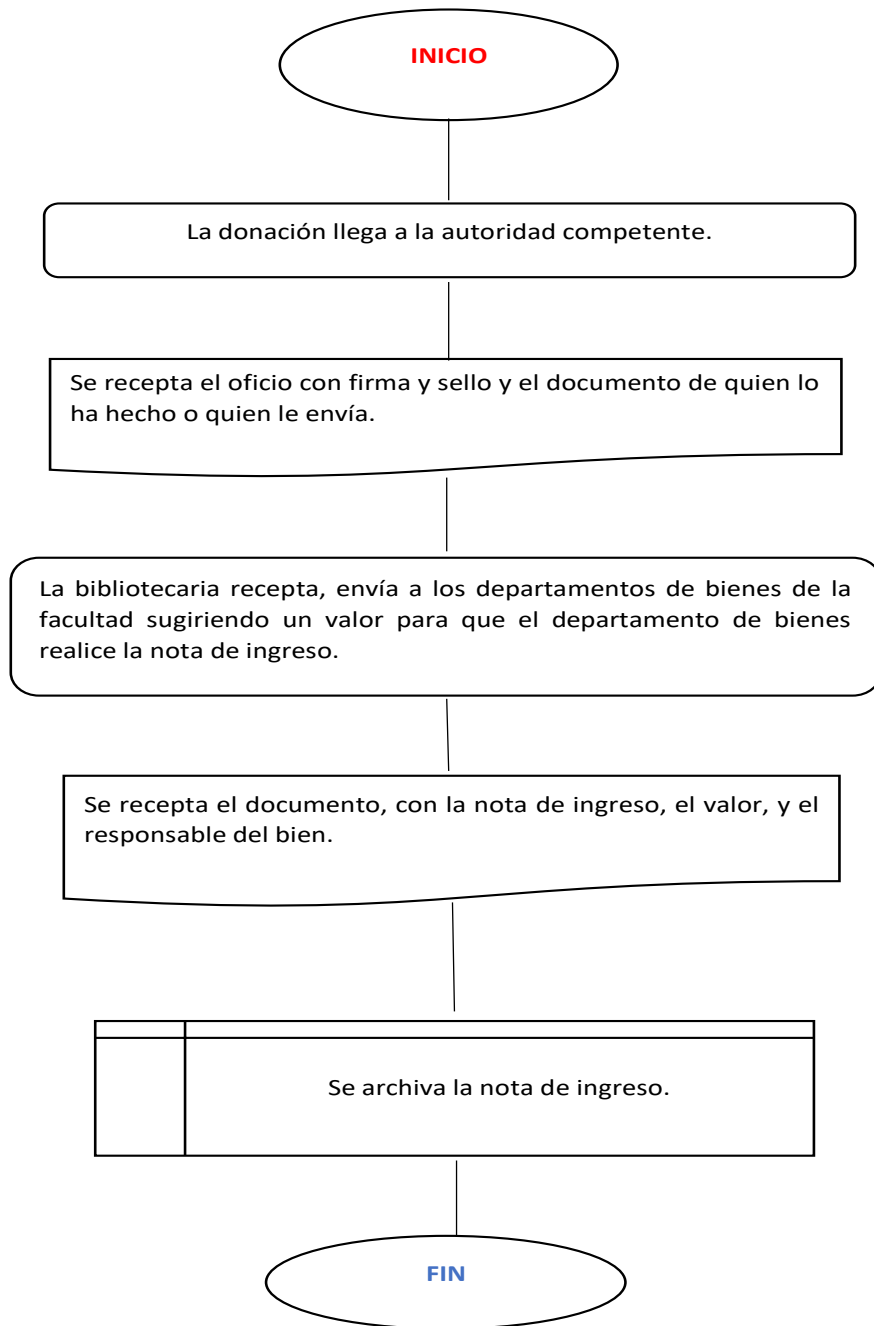 INICIO
La donación llega a la autoridad competente.
Se recepta el oficio con firma y sello y el documento de quien lo
ha hecho o quien le envía.
La bibliotecaria recepta, envía a los departamentos de bienes de la
facultad sugiriendo un valor para que el departamento de bienes
realice la nota de ingreso.
Se recepta el documento, con la nota de ingreso, el valor, y el
responsable del bien.
Se archiva la nota de ingreso.
FIN